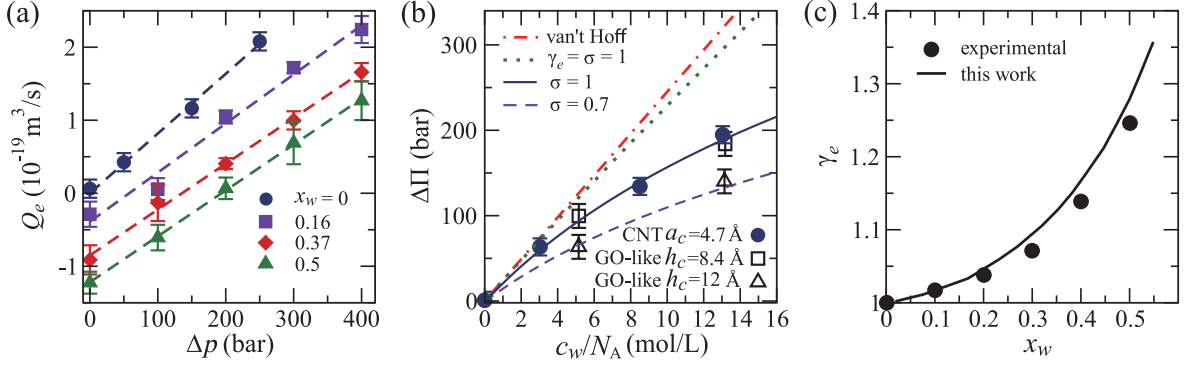 (a)
2
1
0
-1
0
100
200
300
400
Q_e (10^-19 m^3/s)
Δp (bar)
x_w = 0
0.16
0.37
0.5
(b)
300
200
100
0
0
2
4
6
8
10
12
14
16
ΔΠ (bar)
c_w/N_A (mol/L)
van't Hoff
γ_e = σ = 1
σ = 1
σ = 0.7
CNT a_c=4.7 Å
GO-like h_c=8.4 Å
GO-like h_c=12 Å
(c)
1.4
1.3
1.2
1.1
1
0
0.1
0.2
0.3
0.4
0.5
γ_e
x_w
experimental
this work